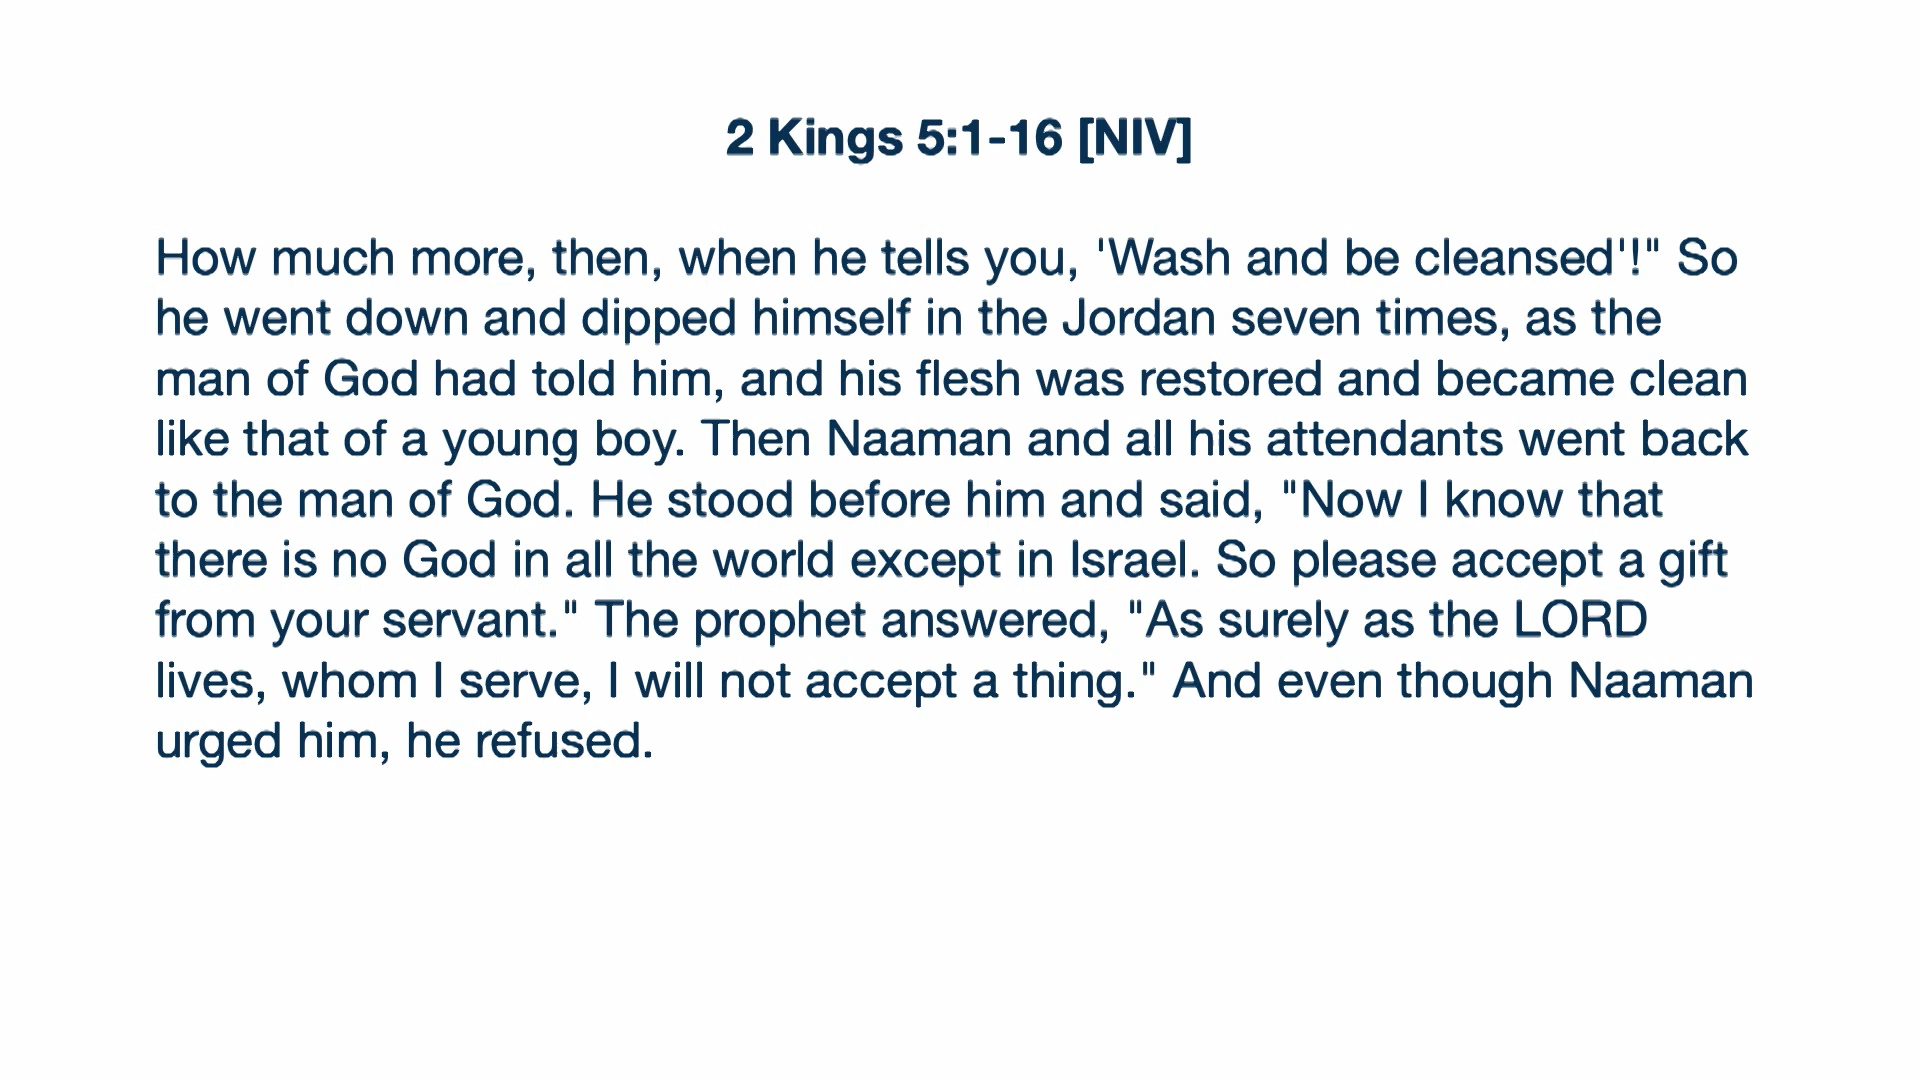 2 Kings 5:1-16 [NIV]
How much more, then, when he tells you, 'Wash and be cleansed'!" So
he went down and dipped himself in the Jordan seven times, as the
man of God had told him, and his flesh was restored and became clean
like that of a young boy. Then Naaman and all his attendants went back
to the man of God. He stood before him and said, "Now I know that
there is no God in all the world except in Israel. So please accept a gift
from your servant." The prophet answered, "As surely as the LORD
lives, whom I serve, I will not accept a thing." And even though Naaman
urged him, he refused.